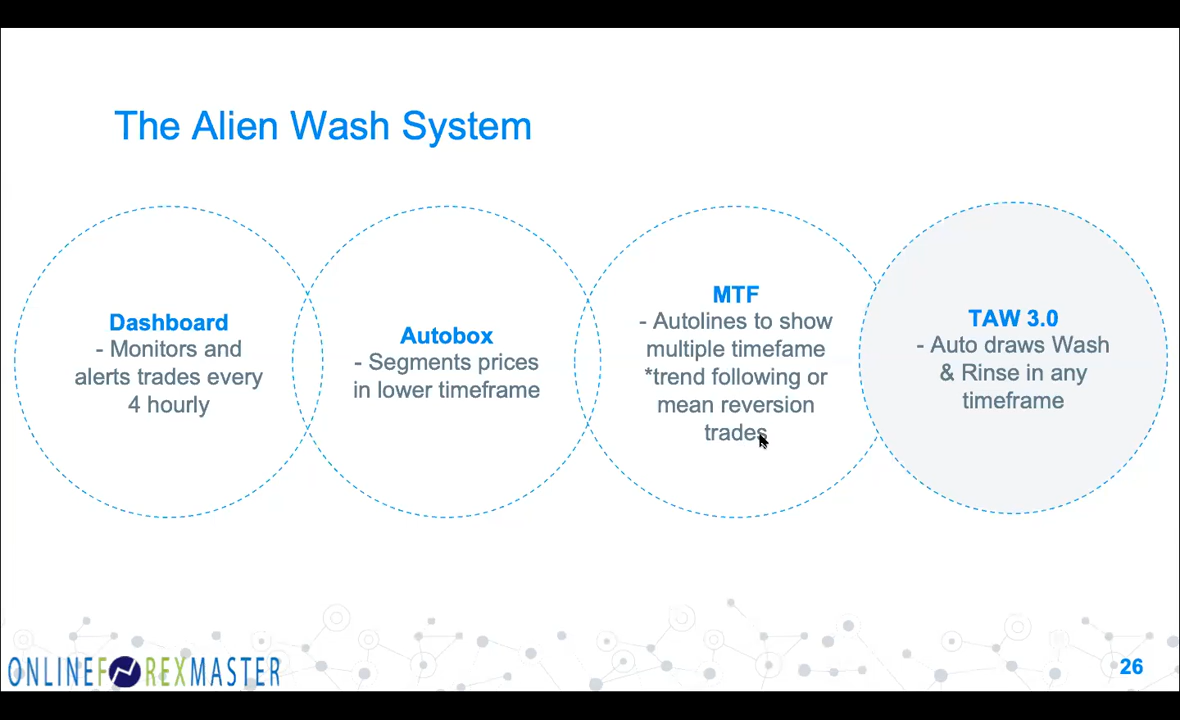 The Alien Wash System
Dashboard
- Monitors and
alerts trades every
4 hourly
Autobox
- Segments prices
in lower timeframe
MTF
- Autolines to show
multiple timefame
*trend following or
mean reversion
trades
TAW 3.0
- Auto draws Wash
& Rinse in any
timeframe
ONLINEFOREXMASTER
26